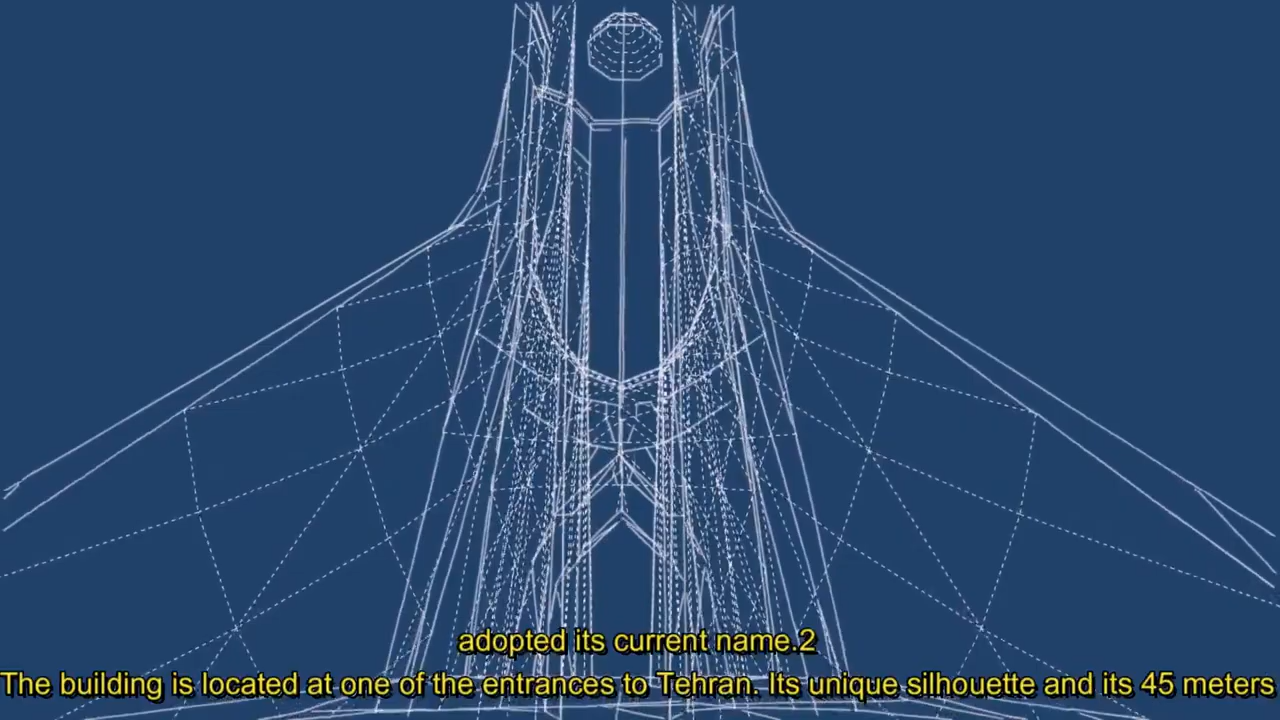 adopted its current name.2
The building is located at one of the entrances to Tehran. Its unique silhouette and its 45 meters